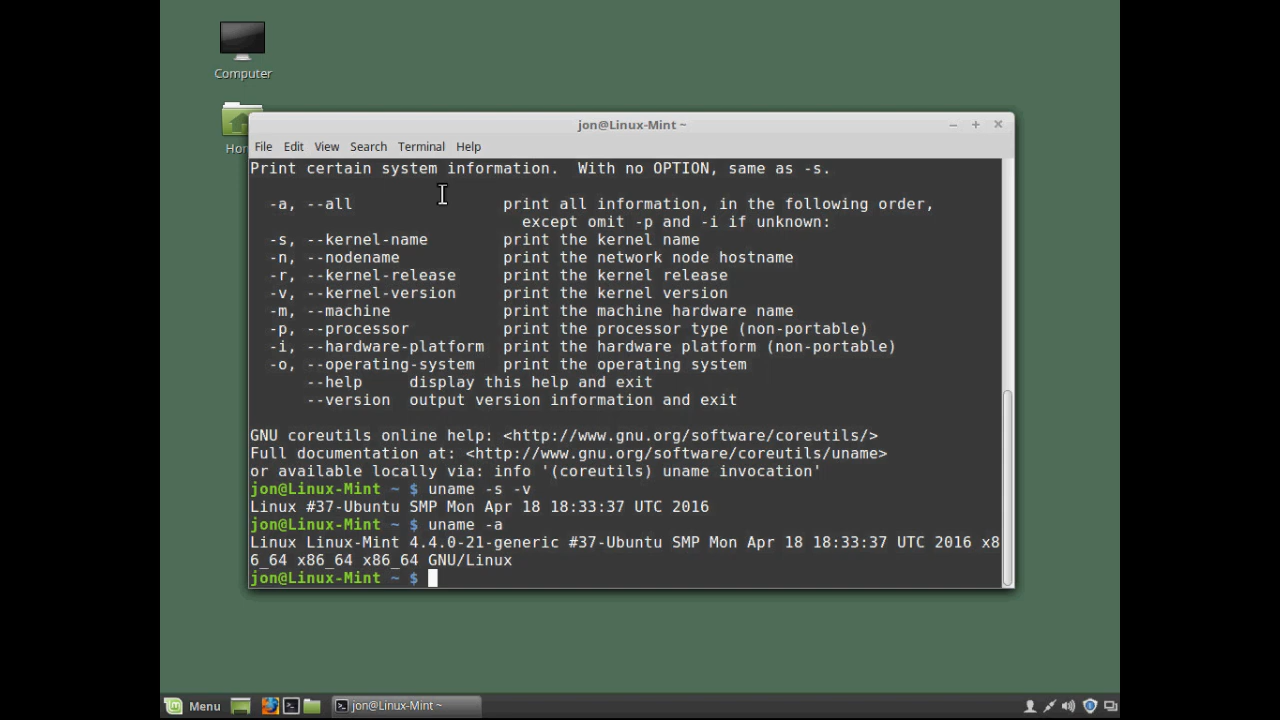 Computer
Hom
jon@Linux-Mint ~
File Edit View Search Terminal Help
Print certain system information.  With no OPTION, same as -s.
  -a, --all                print all information, in the following order,
                             except omit -p and -i if unknown:
  -s, --kernel-name        print the kernel name
  -n, --nodename           print the network node hostname
  -r, --kernel-release     print the kernel release
  -v, --kernel-version     print the kernel version
  -m, --machine            print the machine hardware name
  -p, --processor          print the processor type (non-portable)
  -i, --hardware-platform  print the hardware platform (non-portable)
  -o, --operating-system   print the operating system
      --help     display this help and exit
      --version  output version information and exit
GNU coreutils online help: <http://www.gnu.org/software/coreutils/>
Full documentation at: <http://www.gnu.org/software/coreutils/uname>
or available locally via: info '(coreutils) uname invocation'
jon@Linux-Mint ~ $ uname -s -v
Linux #37-Ubuntu SMP Mon Apr 18 18:33:37 UTC 2016
jon@Linux-Mint ~ $ uname -a
Linux Linux-Mint 4.4.0-21-generic #37-Ubuntu SMP Mon Apr 18 18:33:37 UTC 2016 x8
6_64 x86_64 x86_64 GNU/Linux
jon@Linux-Mint ~ $
Menu jon@Linux-Mint ~